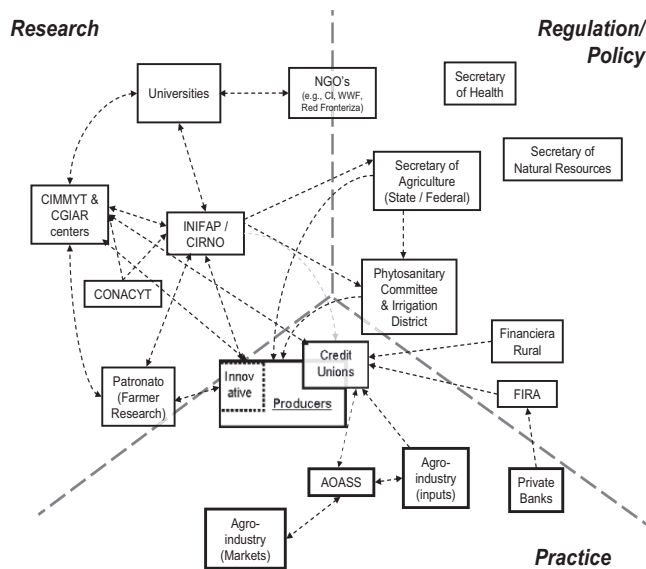 Research
Regulation/
Policy
Universities
NGO's
(e.g., CI, WWF,
Red Fronteriza)
Secretary
of Health
Secretary of
Natural Resources
Secretary of
Agriculture
(State / Federal)
CIMMYT &
CGIAR
centers
INIFAP /
CIRNO
CONACYT
Phytosanitary
Committee
& Irrigation
District
Financiera
Rural
Credit
Unions
Innov
ative
Producers
Patronato
(Farmer
Research)
FIRA
AOASS
Agro-
industry
(inputs)
Private
Banks
Agro-
industry
(Markets)
Practice